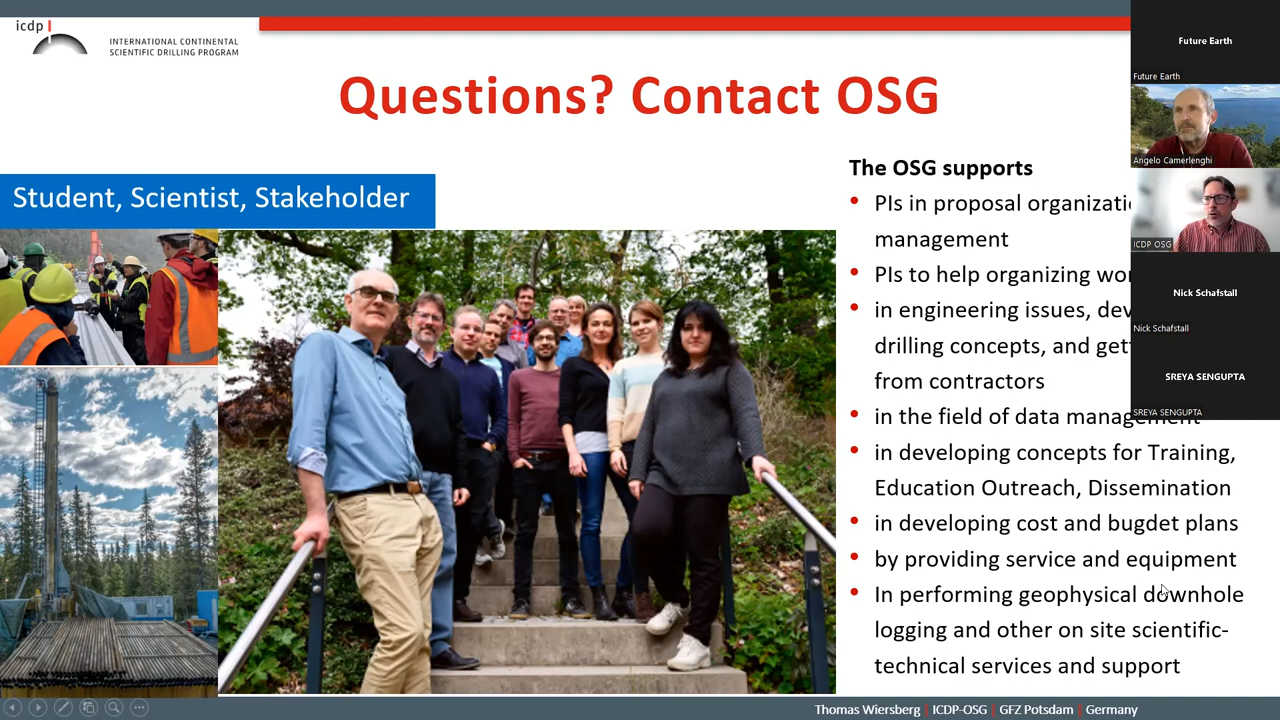 icdp
INTERNATIONAL CONTINENTAL
SCIENTIFIC DRILLING PROGRAM
Questions? Contact OSG
Student, Scientist, Stakeholder
The OSG supports
• PIs in proposal
management
• PIs to help organizing
• in engineering issues,
drilling concepts, and
from contractors
• in the field of data management
• in developing concepts for Training,
Education Outreach, Dissemination
• in developing cost and bugdet plans
• by providing service and equipment
• In performing geophysical downhole
logging and other on site scientific-
technical services and support
Future Earth
Future Earth
Angelo Camerlenghi
ICDP OSG
Nick Schafstall
Nick Schafstall
SREYA SENGUPTA
SREYA SENGUPTA
Thomas Wiersberg | ICDP-OSG | GFZ Potsdam | Germany